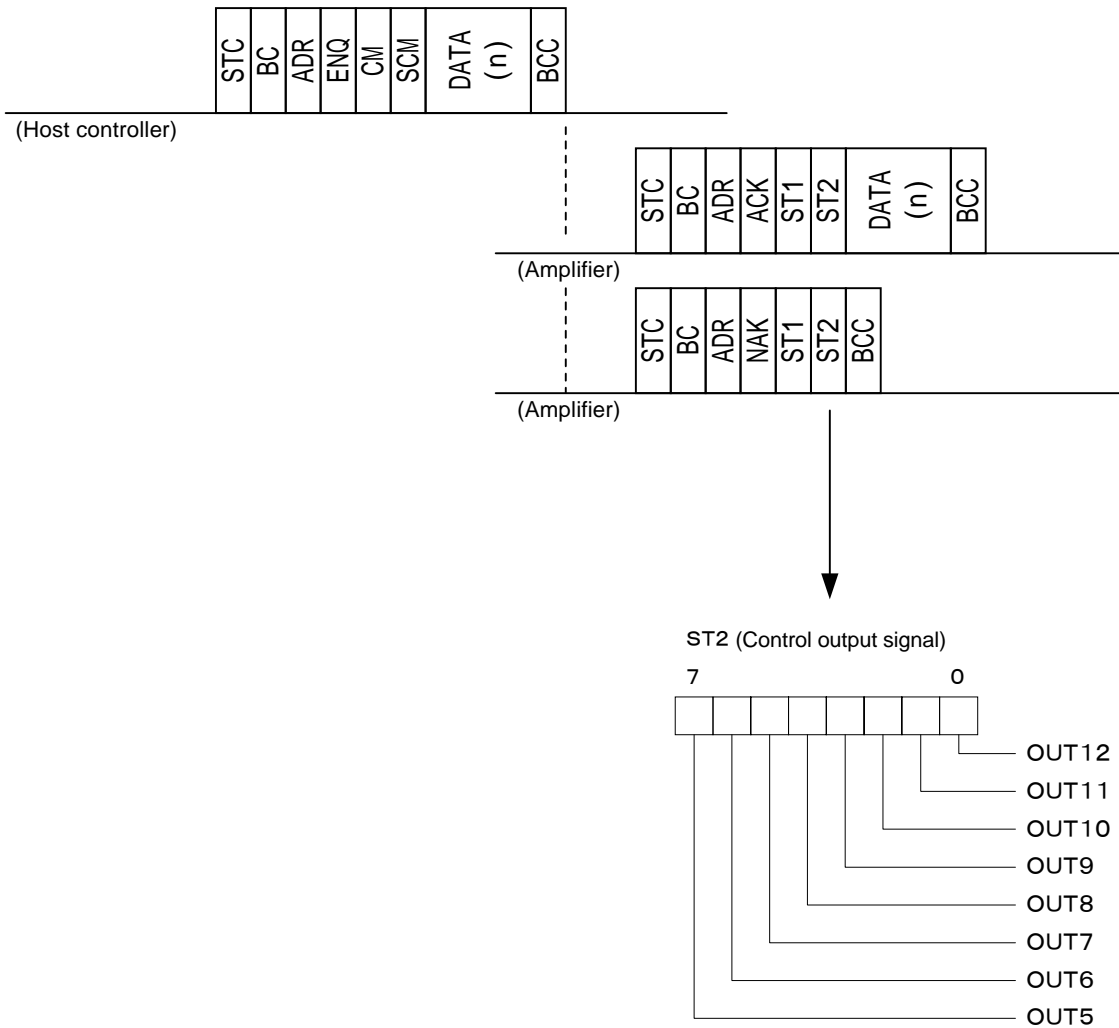 STC BC ADR ENQ CM SCM DATA (n) BCC
(Host controller)
STC BC ADR ACK ST1 ST2 DATA (n) BCC
(Amplifier)
STC BC ADR NAK ST1 ST2 BCC
(Amplifier)
ST2 (Control output signal)
7 0
OUT12
OUT11
OUT10
OUT9
OUT8
OUT7
OUT6
OUT5